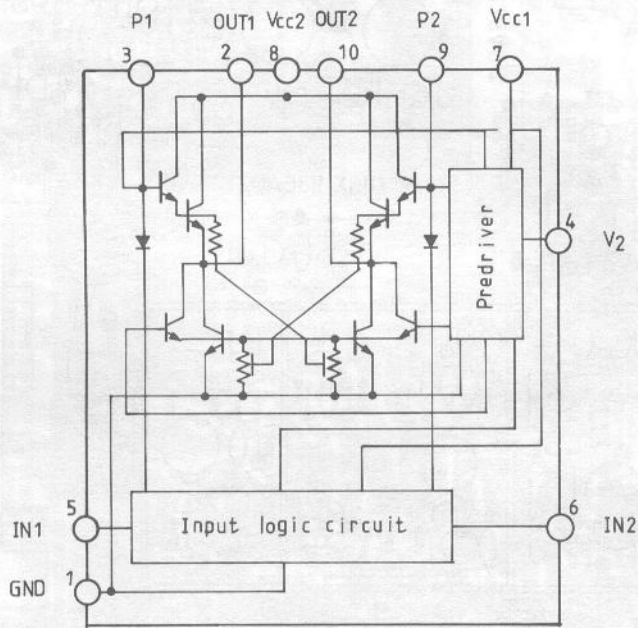 P1 OUT1 Vcc2 OUT2 P2 Vcc1
3 2 8 10 9 7
4 V2
Predriver
5 6
IN1 Input logic circuit IN2
1
GND